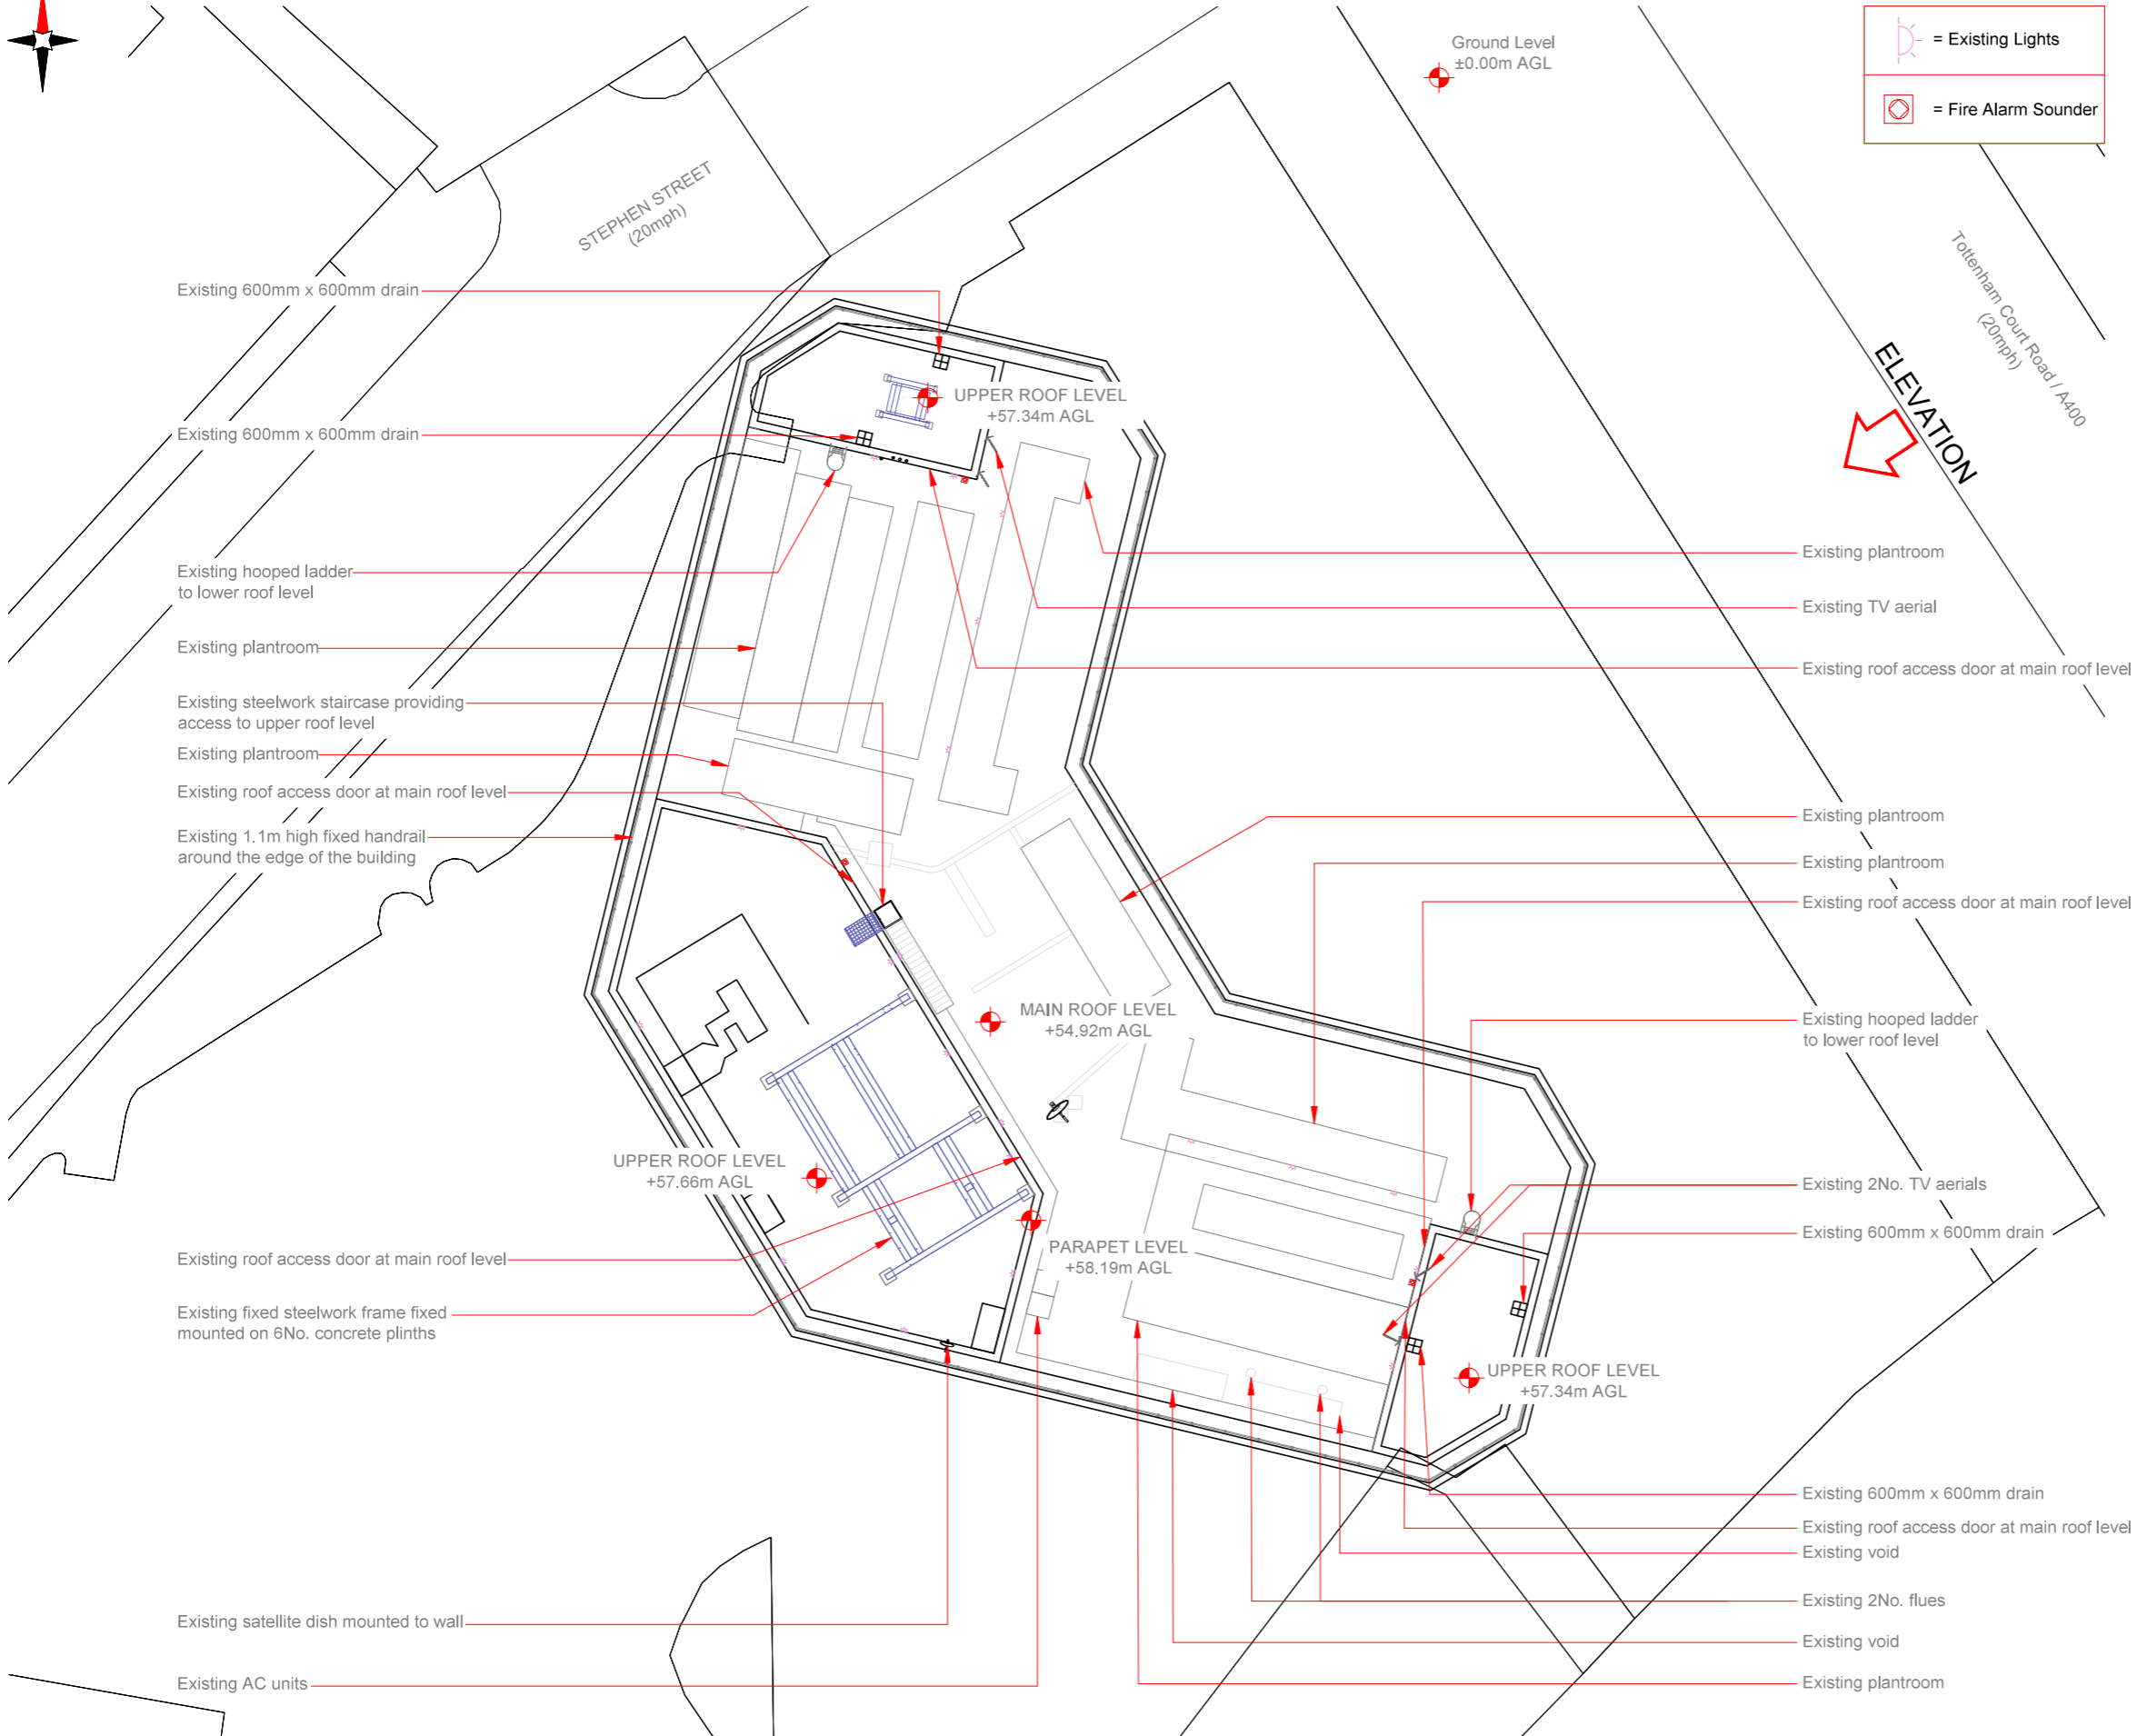 = Existing Lights
= Fire Alarm Sounder
Ground Level
±0.00m AGL
STEPHEN STREET
(20mph)
Tottenham Court Road / A400
(20mph)
ELEVATION
Existing 600mm x 600mm drain
Existing 600mm x 600mm drain
Existing hooped ladder
to lower roof level
Existing plantroom
Existing steelwork staircase providing
access to upper roof level
Existing plantroom
Existing roof access door at main roof level
Existing 1.1m high fixed handrail
around the edge of the building
Existing roof access door at main roof level
Existing fixed steelwork frame fixed
mounted on 6No. concrete plinths
Existing satellite dish mounted to wall
Existing AC units
UPPER ROOF LEVEL
+57.34m AGL
MAIN ROOF LEVEL
+54.92m AGL
UPPER ROOF LEVEL
+57.66m AGL
PARAPET LEVEL
+58.19m AGL
UPPER ROOF LEVEL
+57.34m AGL
Existing plantroom
Existing TV aerial
Existing roof access door at main roof level
Existing plantroom
Existing plantroom
Existing roof access door at main roof level
Existing hooped ladder
to lower roof level
Existing 2No. TV aerials
Existing 600mm x 600mm drain
Existing 600mm x 600mm drain
Existing roof access door at main roof level
Existing void
Existing 2No. flues
Existing void
Existing plantroom